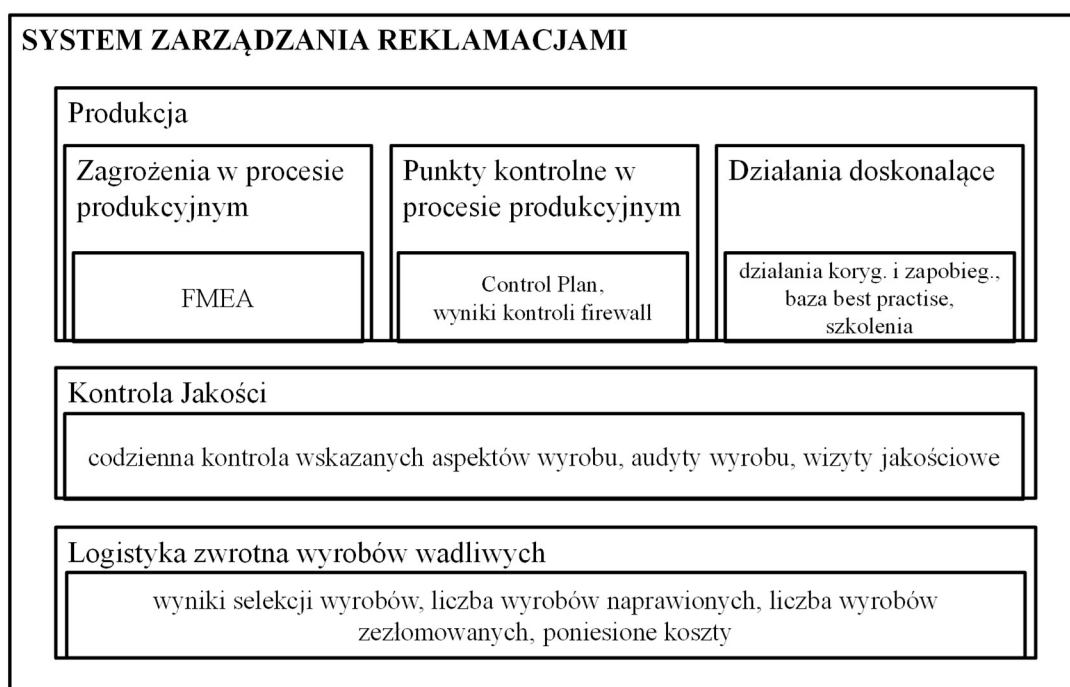 SYSTEM ZARZĄDZANIA REKLAMACJAMI
Produkcja
Zagrożenia w procesie
produkcyjnym
FMEA
Punkty kontrolne w
procesie produkcyjnym
Control Plan,
wyniki kontroli firewall
Działania doskonalące
działania koryg. i zapobieg.,
baza best practise,
szkolenia
Kontrola Jakości
codzienna kontrola wskazanych aspektów wyrobu, audyty wyrobu, wizyty jakościowe
Logistyka zwrotna wyrobów wadliwych
wyniki selekcji wyrobów, liczba wyrobów naprawionych, liczba wyrobów
zezłomowanych, poniesione koszty